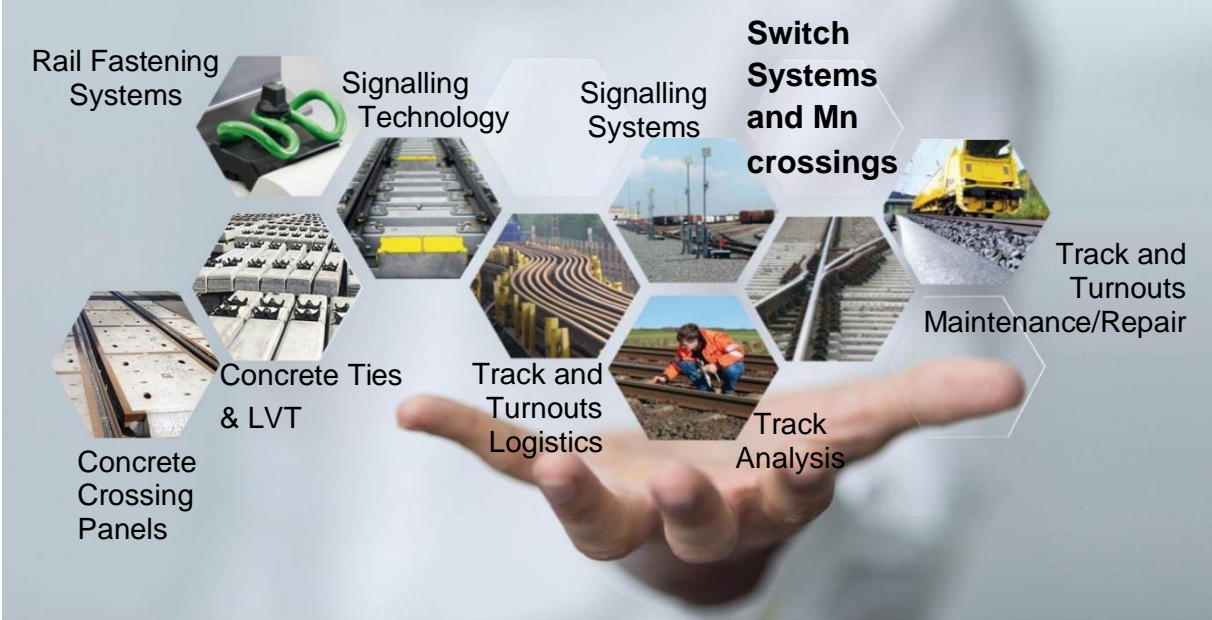 Rail Fastening
Systems
Signalling
Technology
Signalling
Systems
Switch
Systems
and Mn
crossings
Track and
Turnouts
Maintenance/Repair
Concrete Ties
& LVT
Track and
Turnouts
Logistics
Track
Analysis
Concrete
Crossing
Panels